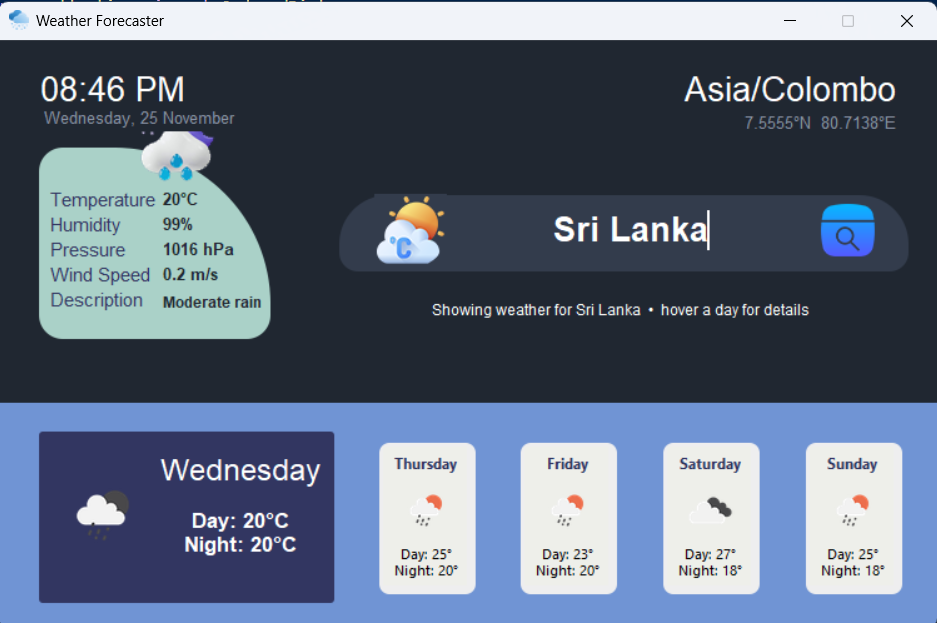 Weather Forecaster
08:46 PM
Wednesday, 25 November
Asia/Colombo
7.5555°N 80.7138°E
Temperature 20°C
Humidity 99%
Pressure 1016 hPa
Wind Speed 0.2 m/s
Description Moderate rain
°C
Sri Lanka
Showing weather for Sri Lanka • hover a day for details
Wednesday
Day: 20°C
Night: 20°C
Thursday
Day: 25°
Night: 20°
Friday
Day: 23°
Night: 20°
Saturday
Day: 27°
Night: 18°
Sunday
Day: 25°
Night: 18°